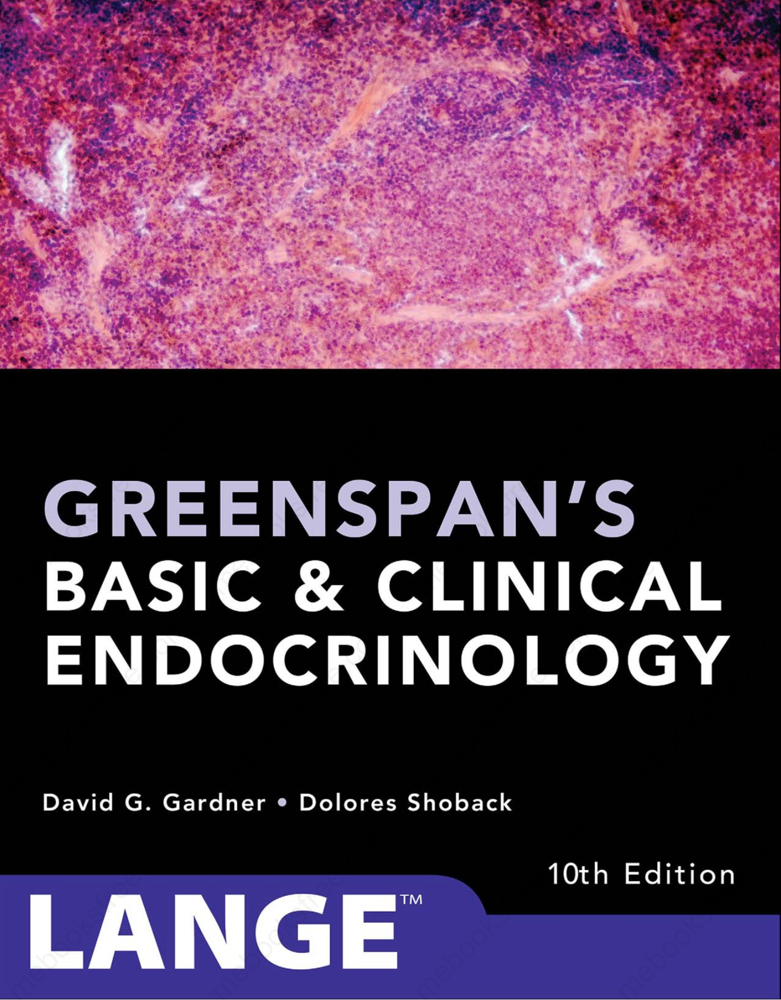 GREENSPAN’S
BASIC & CLINICAL
ENDOCRINOLOGY
David G. Gardner • Dolores Shoback
10th Edition
LANGE™